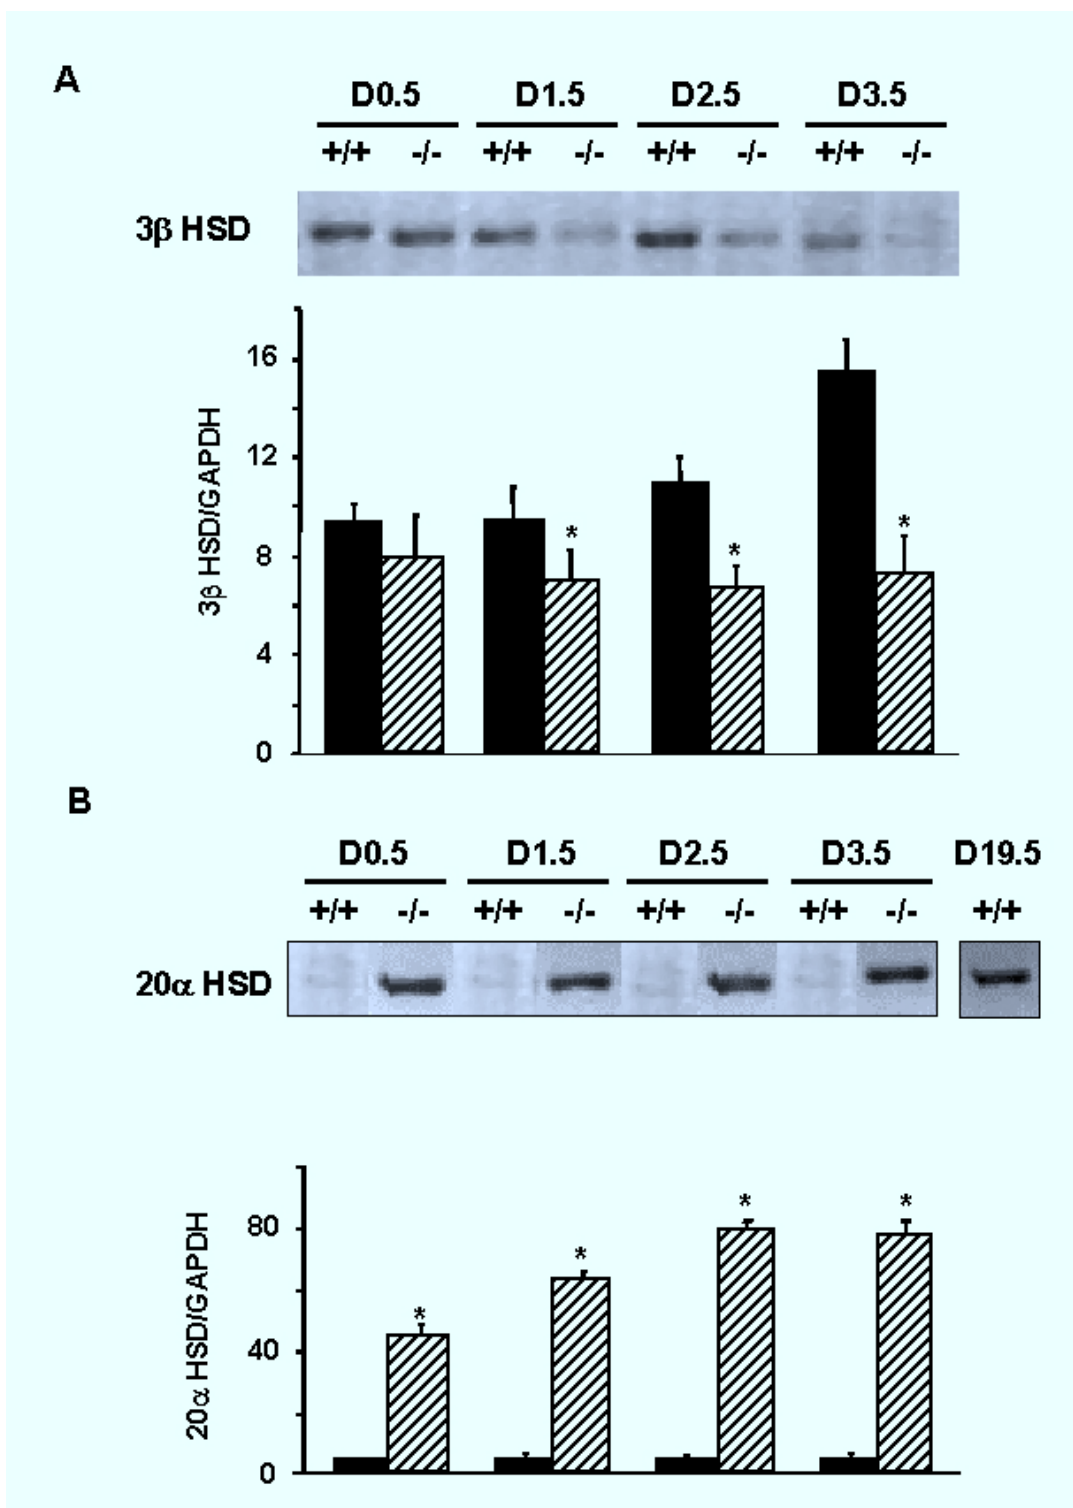 A
D0.5 D1.5 D2.5 D3.5
+/+ -/- +/+ -/- +/+ -/- +/+ -/-
3β HSD
3β HSD/GAPDH
16
12
8
4
0
* * *
B
D0.5 D1.5 D2.5 D3.5 D19.5
+/+ -/- +/+ -/- +/+ -/- +/+ -/- +/+
20α HSD
20α HSD/GAPDH
80
40
0
* * * *